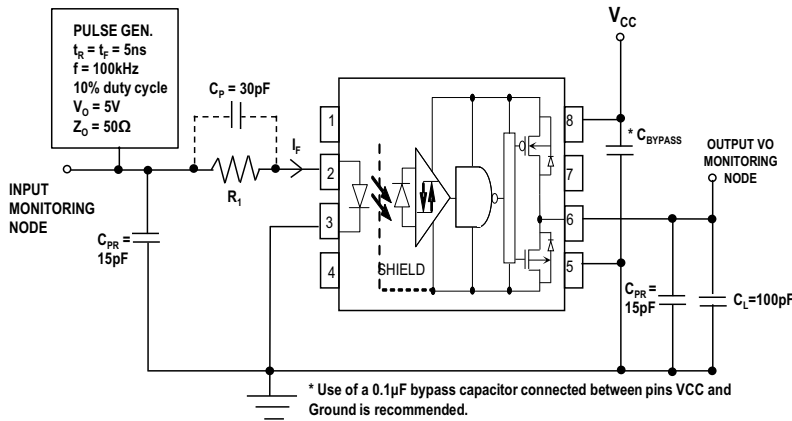 PULSE GEN.
tR = tF = 5ns
f = 100kHz
10% duty cycle
VO = 5V
ZO = 50Ω
CP = 30pF
IF
R1
INPUT
MONITORING
NODE
CPR =
15pF
1
2
3
4
SHIELD
8
7
6
5
VCC
* CBYPASS
OUTPUT VO
MONITORING
NODE
CPR =
15pF
CL=100pF
* Use of a 0.1µF bypass capacitor connected between pins VCC and
Ground is recommended.